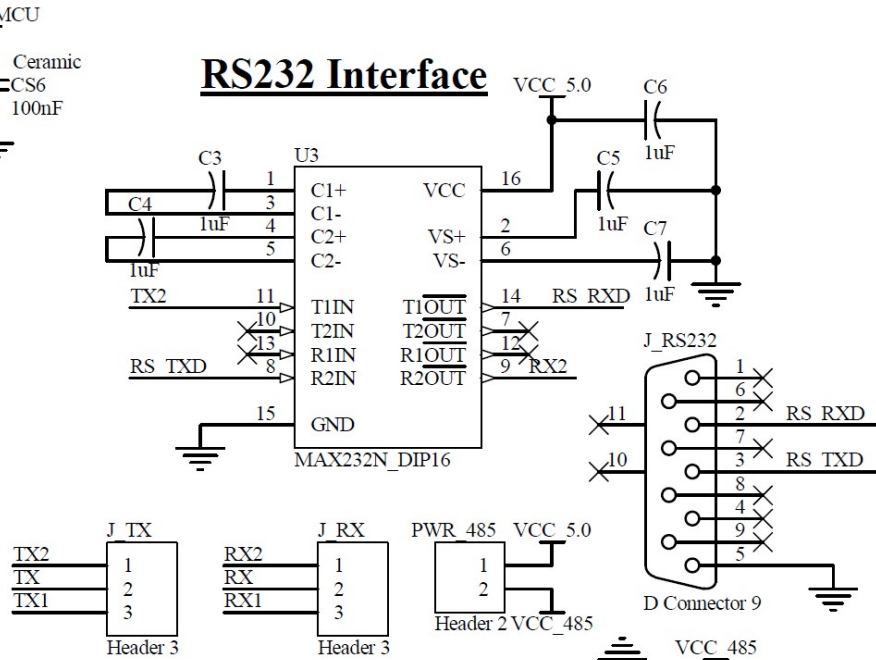 MCU
Ceramic
CS6
100nF
RS232 Interface
VCC_5.0
C6
1uF
C3
1uF
C4
1uF
C5
1uF
C7
1uF
U3
1 C1+ VCC 16
3 C1-
4 C2+ VS+ 2
5 C2- VS- 6
TX2 11 T1IN T1OUT 14 RS_RXD
10 T2IN T2OUT 7
13 R1IN R1OUT 12
RS_TXD 8 R2IN R2OUT 9 RX2
15 GND
MAX232N_DIP16
J_RS232
1
6
11 2 RS_RXD
7
10 3 RS_TXD
8
4
9
5
D Connector 9
J_TX
TX2 1
TX 2
TX1 3
Header 3
J_RX
RX2 1
RX 2
RX1 3
Header 3
PWR_485 VCC_5.0
1
2
Header 2 VCC_485
VCC_485